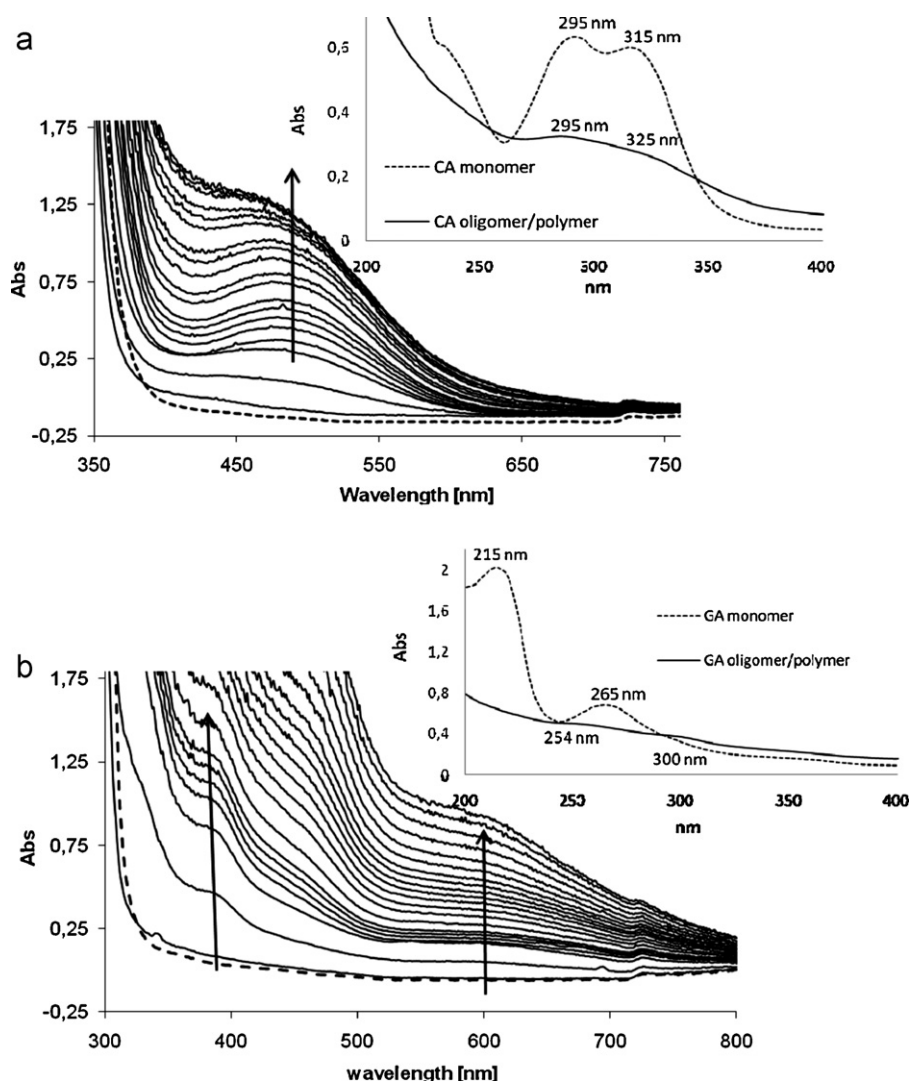 a
295 nm
315 nm
0,6
0,4
0,2
0
Abs
295 nm
325 nm
CA monomer
CA oligomer/polymer
200
250
300
350
400
nm
1,75
1,25
0,75
0,25
-0,25
Abs
350
450
550
650
750
Wavelength [nm]
b
215 nm
2
1,6
1,2
0,8
0,4
0
Abs
GA monomer
GA oligomer/polymer
265 nm
254 nm
300 nm
200
250
300
350
400
nm
1,75
1,25
0,75
0,25
-0,25
Abs
300
400
500
600
700
800
wavelength [nm]